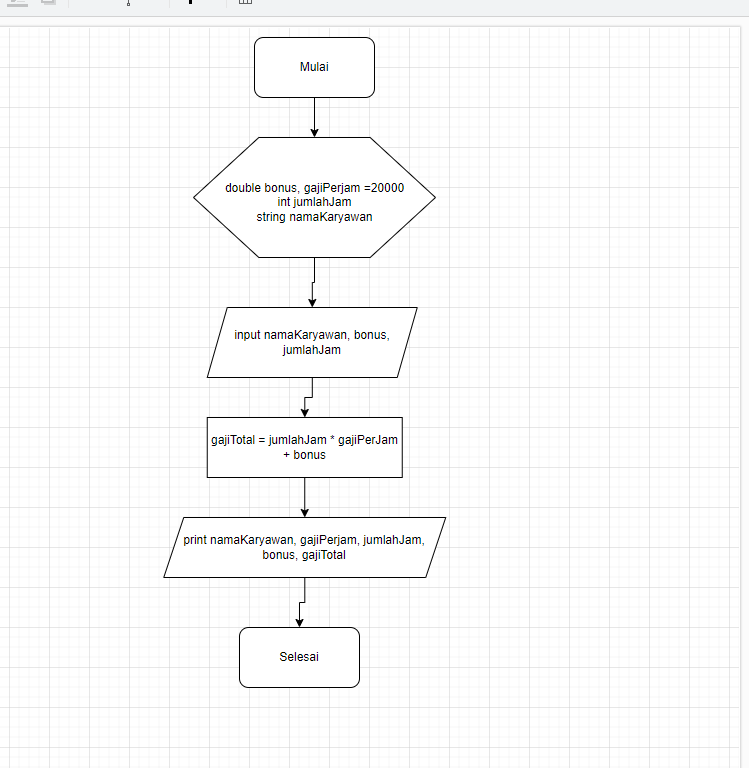 Mulai
double bonus, gajiPerjam =20000
int jumlahJam
string namaKaryawan
input namaKaryawan, bonus,
jumlahJam
gajiTotal = jumlahJam * gajiPerJam
+ bonus
print namaKaryawan, gajiPerjam, jumlahJam,
bonus, gajiTotal
Selesai